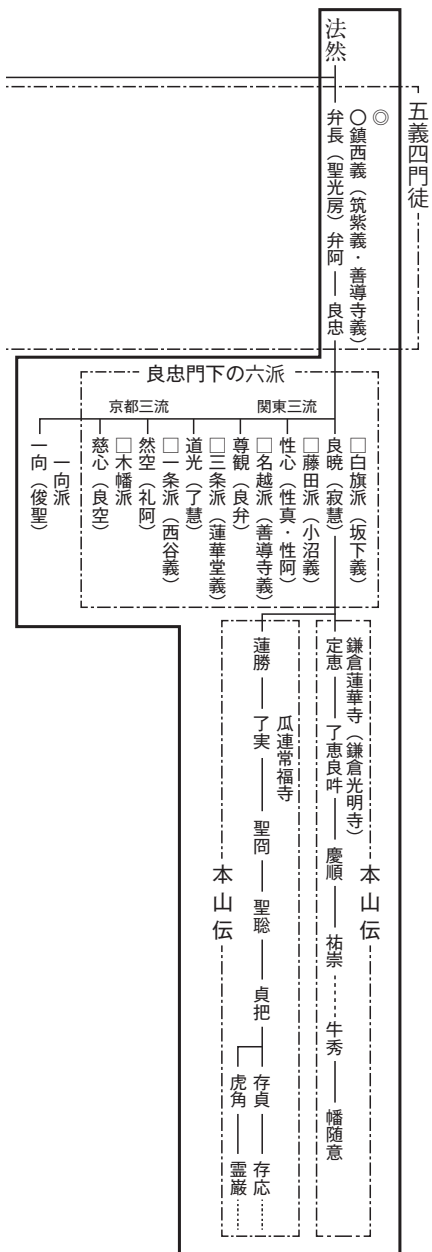 五義四門徒
法然
◎
〇鎮西義（筑紫義・善導寺義）
弁長（聖光房）弁阿
良忠
良忠門下の六派
関東三流
京都三流
□白旗派（坂下義）
良暁（寂慧）
□藤田派（小沼義）
性心（性真・性阿）
□名越派（善導寺義）
尊観（良弁）
□三条派（蓮華堂義）
道光（了慧）
□一条派（西谷義）
然空（礼阿）
□木幡派
慈心（良空）
一向派
一向（俊聖）
本山伝
鎌倉蓮華寺（鎌倉光明寺）
定恵
了恵良吽
慶順
祐崇
牛秀
幡随意
瓜連常福寺
蓮勝
了実
聖冏
聖聡
貞把
存貞
存応
虎角
霊巌
本山伝